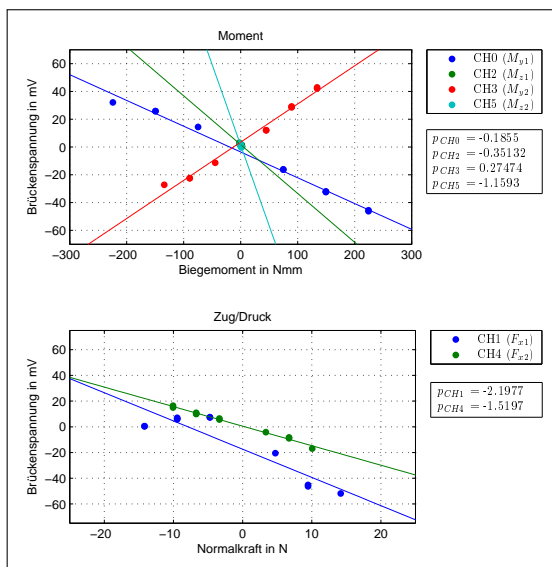 Moment
60
40
20
0
−20
−40
−60
−300
−200
−100
0
100
200
300
Brückenspannung in mV
Biegemoment in Nmm
CH0 (My1)
CH2 (Mz1)
CH3 (My2)
CH5 (Mz2)
pCH0 = -0.1855
pCH2 = -0.35132
pCH3 = 0.27474
pCH5 = -1.1593
Zug/Druck
60
40
20
0
−20
−40
−60
−20
−10
0
10
20
Brückenspannung in mV
Normalkraft in N
CH1 (Fx1)
CH4 (Fx2)
pCH1 = -2.1977
pCH4 = -1.5197